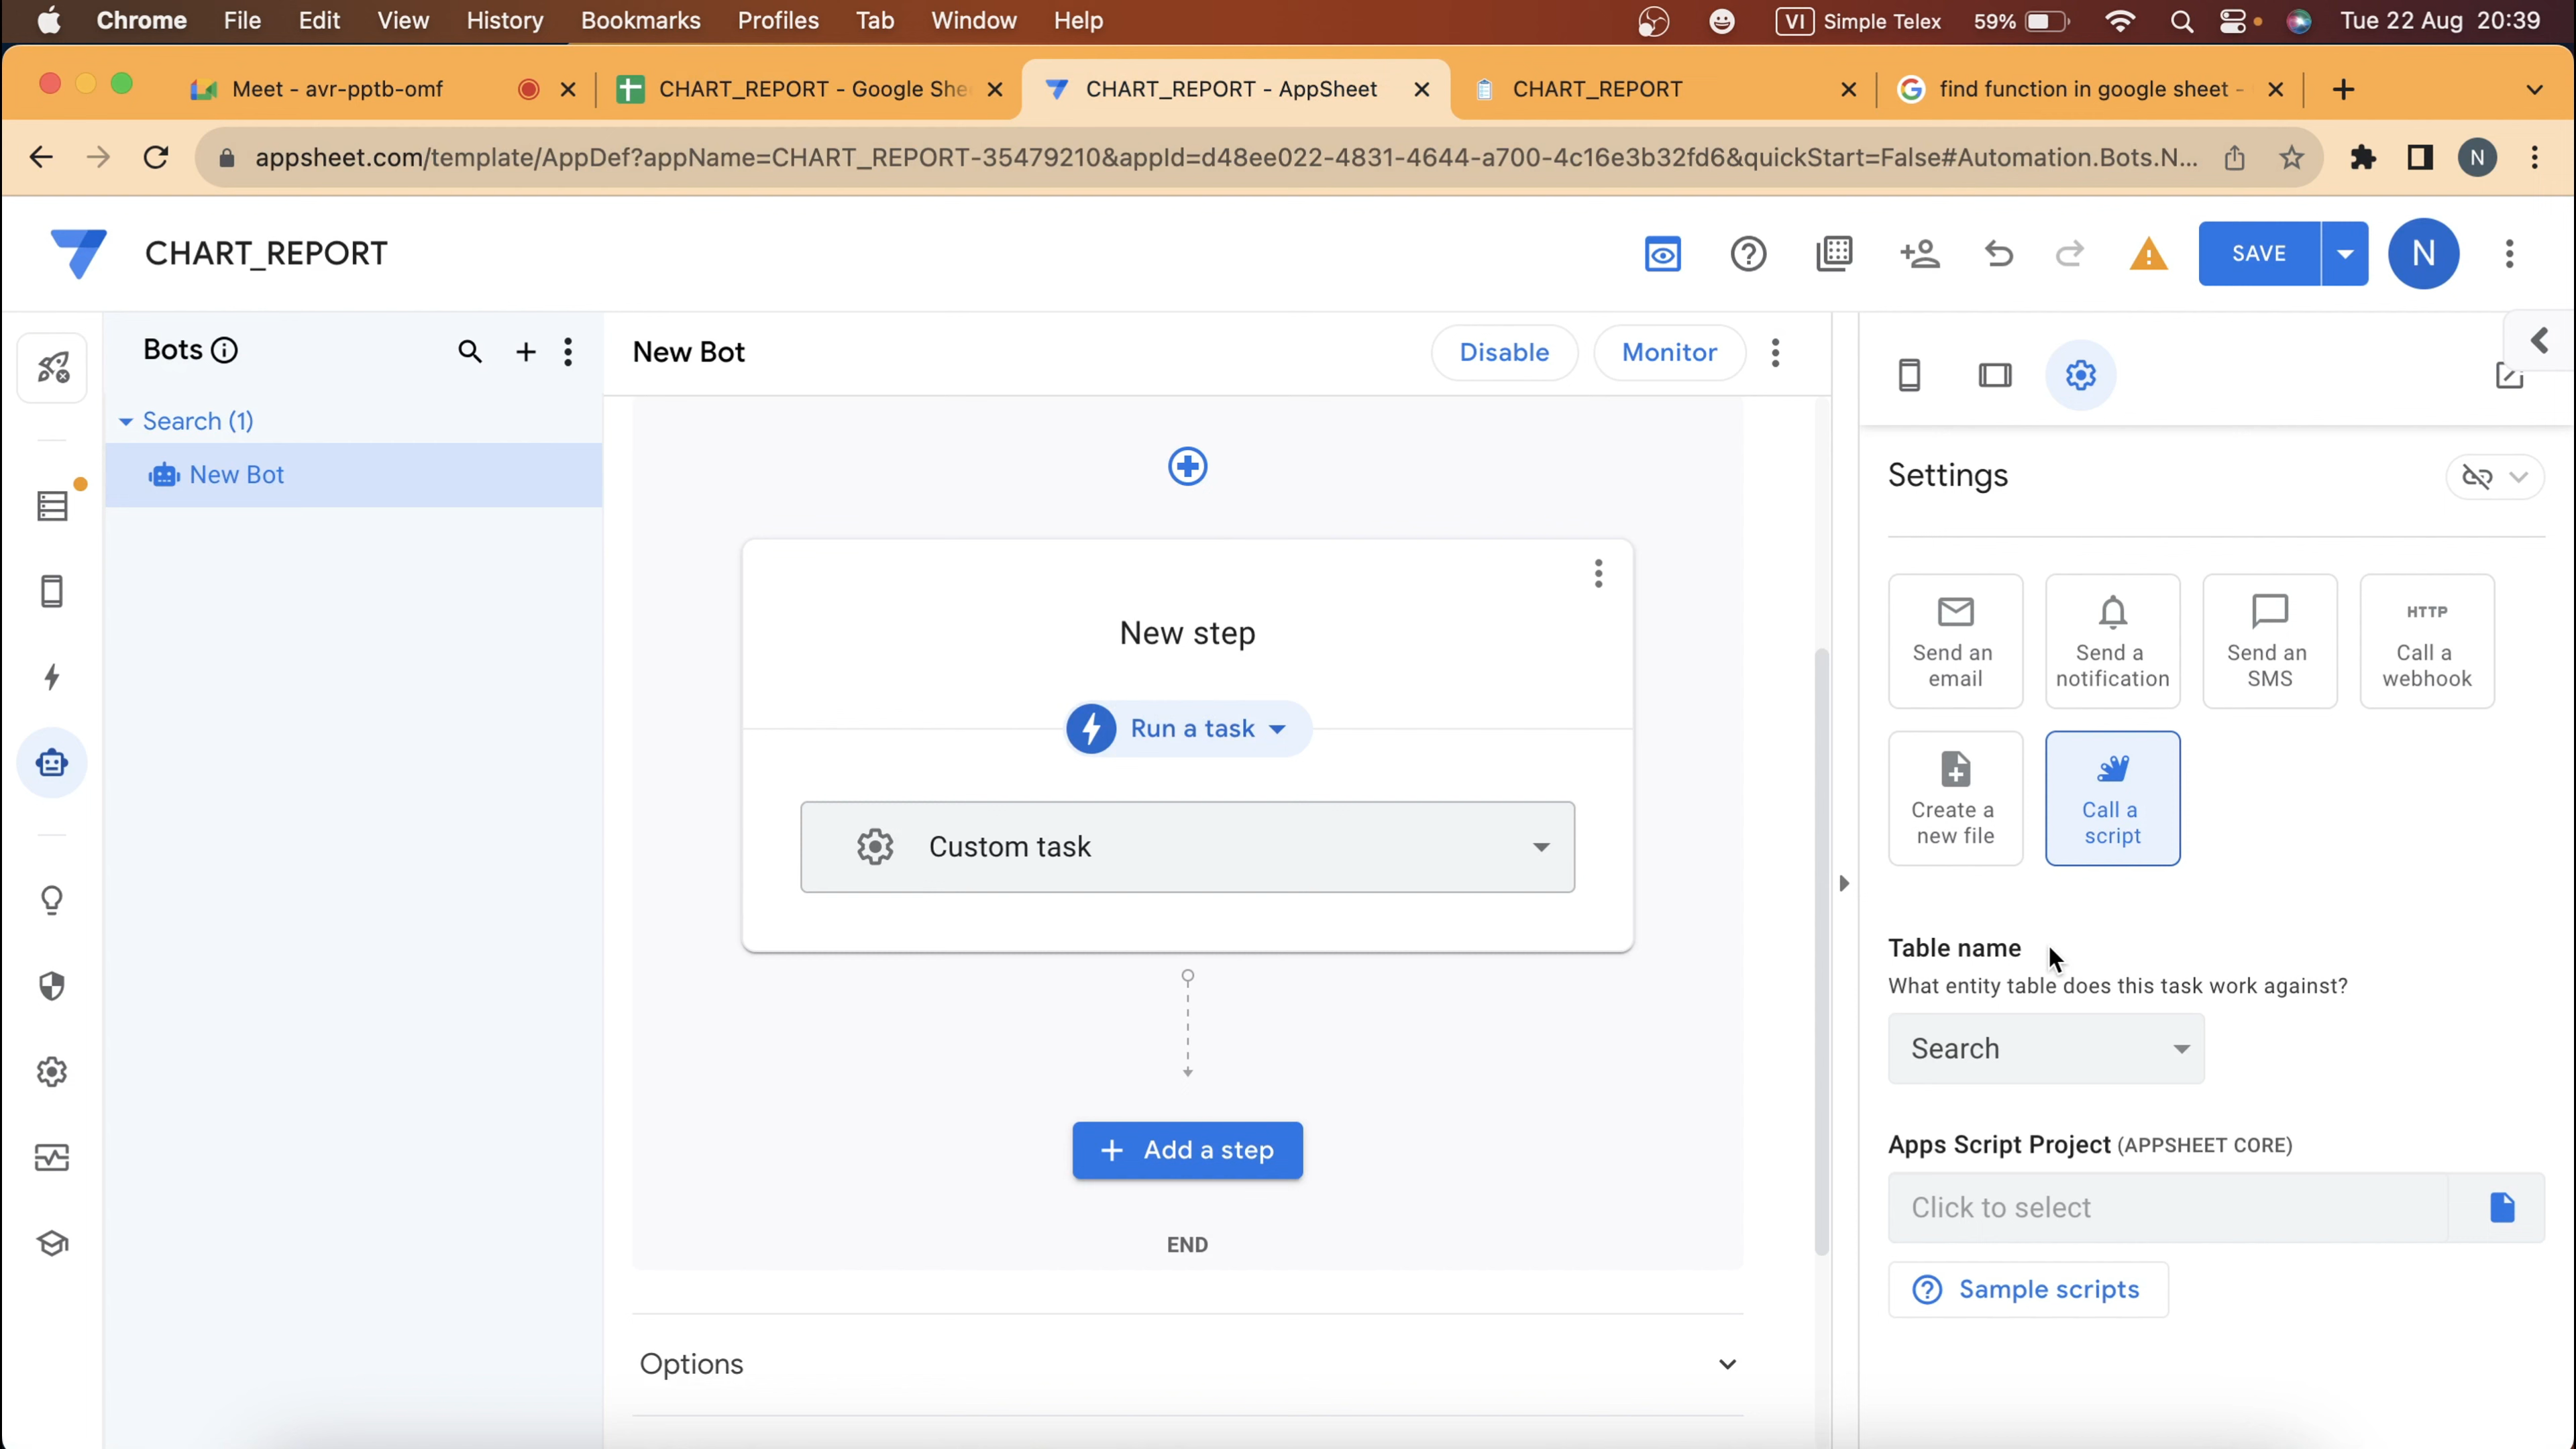 Chrome File Edit View History Bookmarks Profiles Tab Window Help VI Simple Telex 59% Tue 22 Aug 20:39
Meet - avr-pptb-omf
CHART_REPORT - Google She
CHART_REPORT - AppSheet
CHART_REPORT
find function in google sheet -
appsheet.com/template/AppDef?appName=CHART_REPORT-35479210&appId=d48ee022-4831-4644-a700-4c16e3b32fd6&quickStart=False#Automation.Bots.N...
N
CHART_REPORT
SAVE
N
Bots
Search (1)
New Bot
New Bot
Disable
Monitor
New step
Run a task
Custom task
Add a step
END
Options
Settings
Send an
email
Send a
notification
Send an
SMS
HTTP
Call a
webhook
Create a
new file
Call a
script
Table name
What entity table does this task work against?
Search
Apps Script Project (APPSHEET CORE)
Click to select
Sample scripts